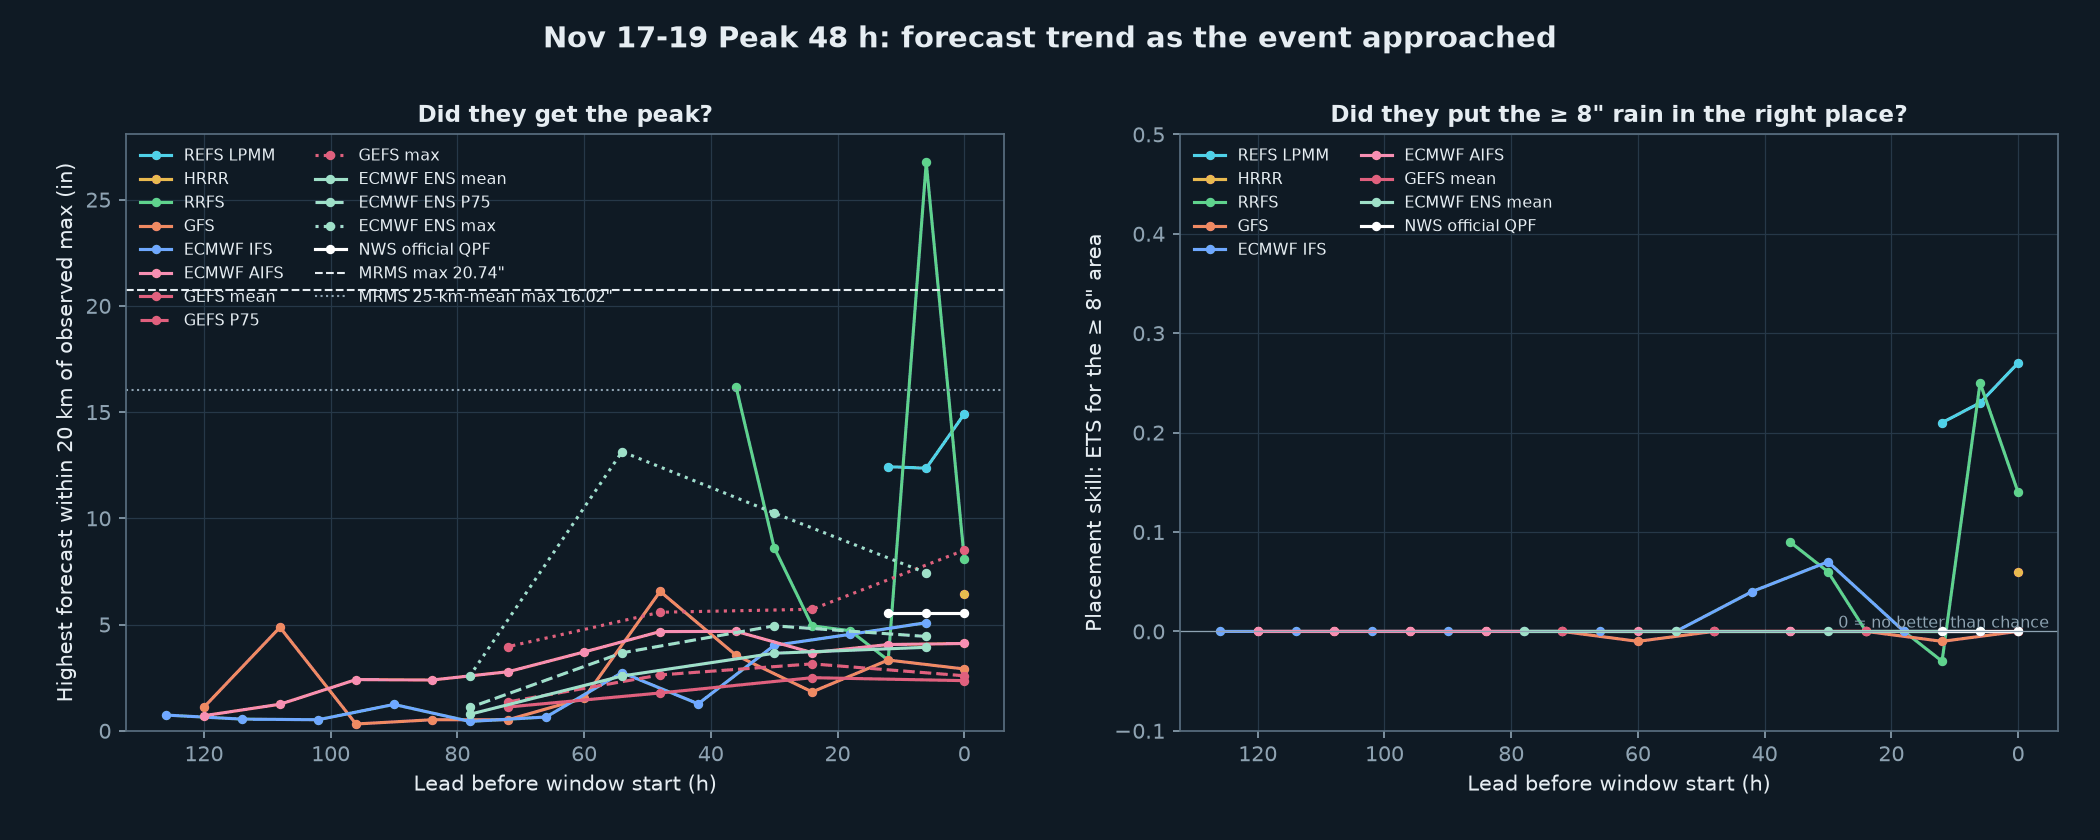 Nov 17-19 Peak 48 h: forecast trend as the event approached
Did they get the peak?
Highest forecast within 20 km of observed max (in)
25
20
15
10
5
0
REFS LPMM
HRRR
RRFS
GFS
ECMWF IFS
ECMWF AIFS
GEFS mean
GEFS P75
GEFS max
ECMWF ENS mean
ECMWF ENS P75
ECMWF ENS max
NWS official QPF
MRMS max 20.74"
MRMS 25-km-mean max 16.02"
120 100 80 60 40 20 0
Lead before window start (h)
Did they put the ≥ 8" rain in the right place?
Placement skill: ETS for the ≥ 8" area
0.5
0.4
0.3
0.2
0.1
0.0
−0.1
REFS LPMM
HRRR
RRFS
GFS
ECMWF IFS
ECMWF AIFS
GEFS mean
ECMWF ENS mean
NWS official QPF
0 = no better than chance
120 100 80 60 40 20 0
Lead before window start (h)